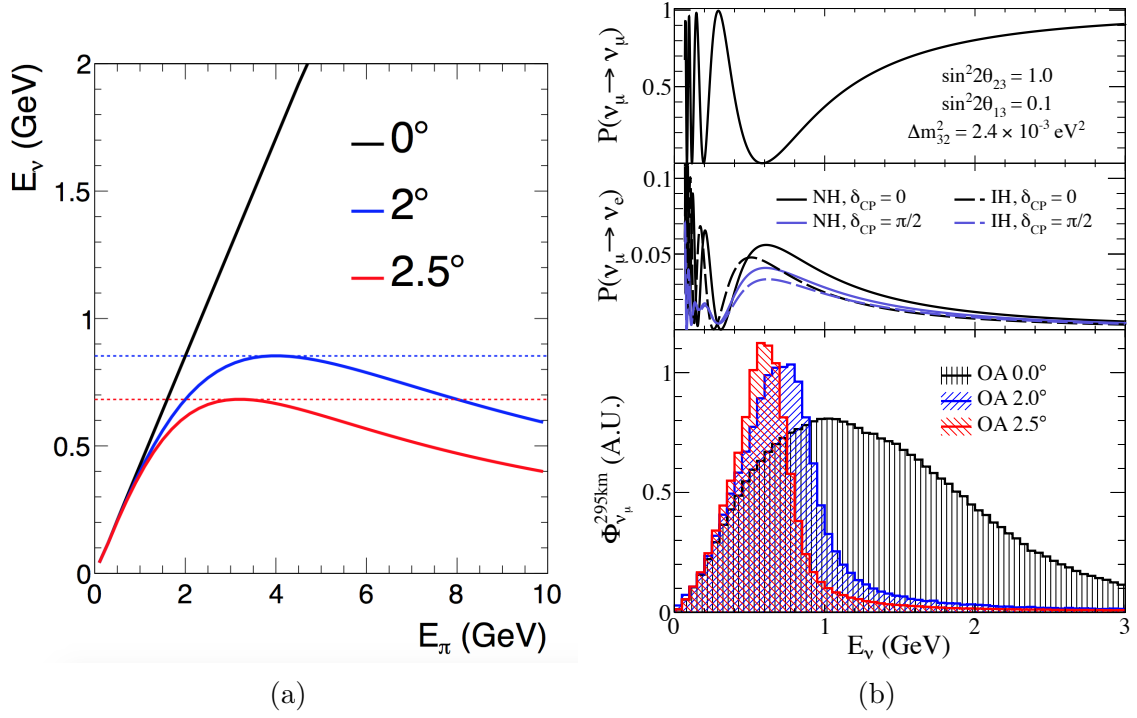 2
1.5
1
0.5
0
E_ν (GeV)
0°
2°
2.5°
0 2 4 6 8 10
E_π (GeV)
(a)
1
0.5
P(ν_μ→ ν_μ)
sin²2θ₂₃ = 1.0
sin²2θ₁₃ = 0.1
Δm²₃₂ = 2.4 × 10⁻³ eV²
0.1
0.05
P(ν_μ→ ν_e)
NH, δ_CP = 0 IH, δ_CP = 0
NH, δ_CP = π/2 IH, δ_CP = π/2
1
0.5
0
Φ_{ν_μ}^{295km} (A.U.)
OA 0.0°
OA 2.0°
OA 2.5°
0 1 2 3
E_ν (GeV)
(b)